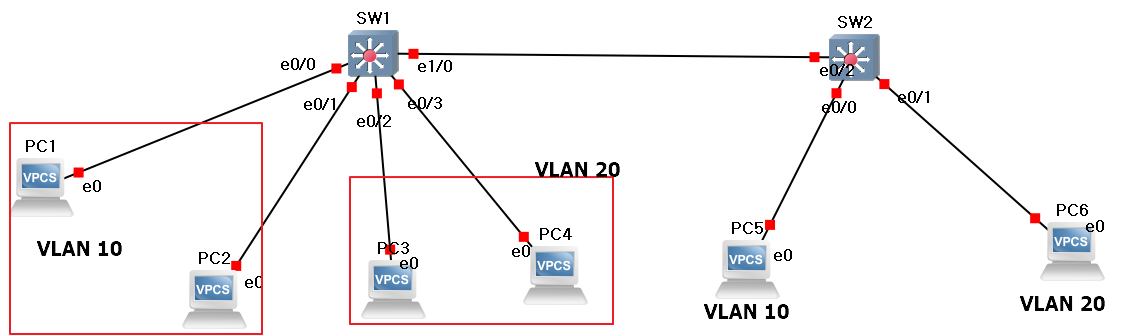 SW1
SW2
e0/0
e1/0
e0/2
e0/1
e0/3
e0/0
e0/1
e0/2
PC1
VPCS
e0
VLAN 10
PC2
VPCS
e0
VLAN 20
PC3
VPCS
e0
PC4
VPCS
e0
PC5
VPCS
e0
VLAN 10
PC6
VPCS
e0
VLAN 20